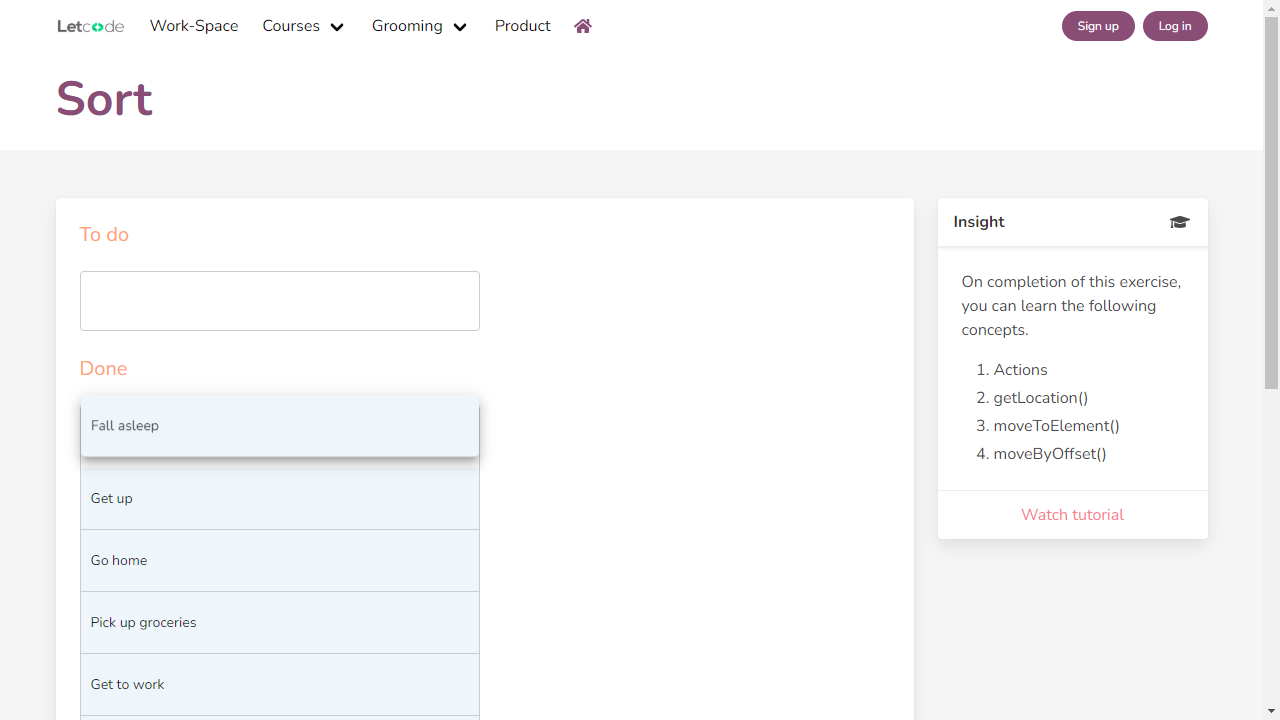 Letcode Work-Space Courses Grooming Product Sign up Log in
Sort
To do
Done
Fall asleep
Get up
Go home
Pick up groceries
Get to work
Insight
On completion of this exercise,
you can learn the following
concepts.
1. Actions
2. getLocation()
3. moveToElement()
4. moveByOffset()
Watch tutorial